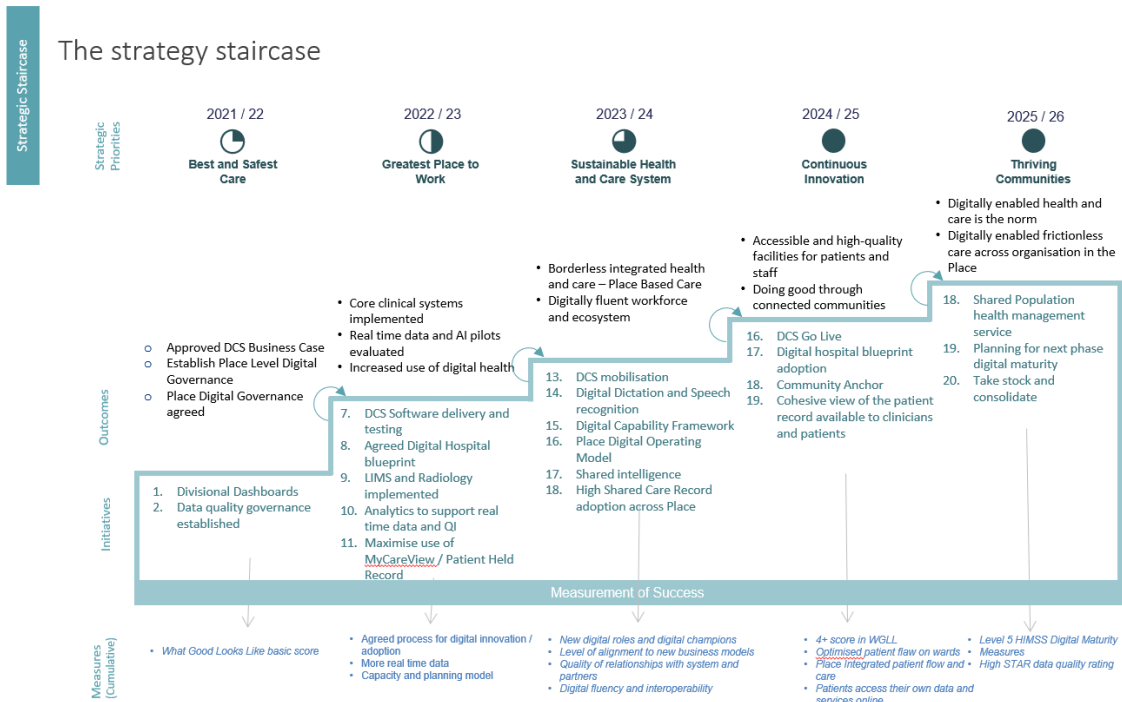 Strategic Staircase
The strategy staircase
Strategic
Priorities
2021 / 22
Best and Safest
Care
2022 / 23
Greatest Place to
Work
2023 / 24
Sustainable Health
and Care System
2024 / 25
Continuous
Innovation
2025 / 26
Thriving
Communities
Outcomes
o Approved DCS Business Case
o Establish Place Level Digital
Governance
o Place Digital Governance
agreed
• Core clinical systems
implemented
• Real time data and AI pilots
evaluated
• Increased use of digital health
• Borderless integrated health
and care – Place Based Care
• Digitally fluent workforce
and ecosystem
• Accessible and high-quality
facilities for patients and
staff
• Doing good through
connected communities
• Digitally enabled health and
care is the norm
• Digitally enabled frictionless
care across organisation in the
Place
Initiatives
1. Divisional Dashboards
2. Data quality governance
established
7. DCS Software delivery and
testing
8. Agreed Digital Hospital
blueprint
9. LIMS and Radiology
implemented
10. Analytics to support real
time data and QI
11. Maximise use of
MyCareView / Patient Held
Record
13. DCS mobilisation
14. Digital Dictation and Speech
recognition
15. Digital Capability Framework
16. Place Digital Operating
Model
17. Shared intelligence
18. High Shared Care Record
adoption across Place
16. DCS Go Live
17. Digital hospital blueprint
adoption
18. Community Anchor
19. Cohesive view of the patient
record available to clinicians
and patients
18. Shared Population
health management
service
19. Planning for next phase
digital maturity
20. Take stock and
consolidate
Measurement of Success
Measures
(Cumulative)
• What Good Looks Like basic score
• Agreed process for digital innovation /
adoption
• More real time data
• Capacity and planning model
• New digital roles and digital champions
• Level of alignment to new business models
• Quality of relationships with system and
partners
• Digital fluency and interoperability
• 4+ score in WGLL
• Optimised patient flaw on wards
• Place Integrated patient flow and
care
• Patients access their own data and
services online
• Level 5 HIMSS Digital Maturity
• Measures
• High STAR data quality rating